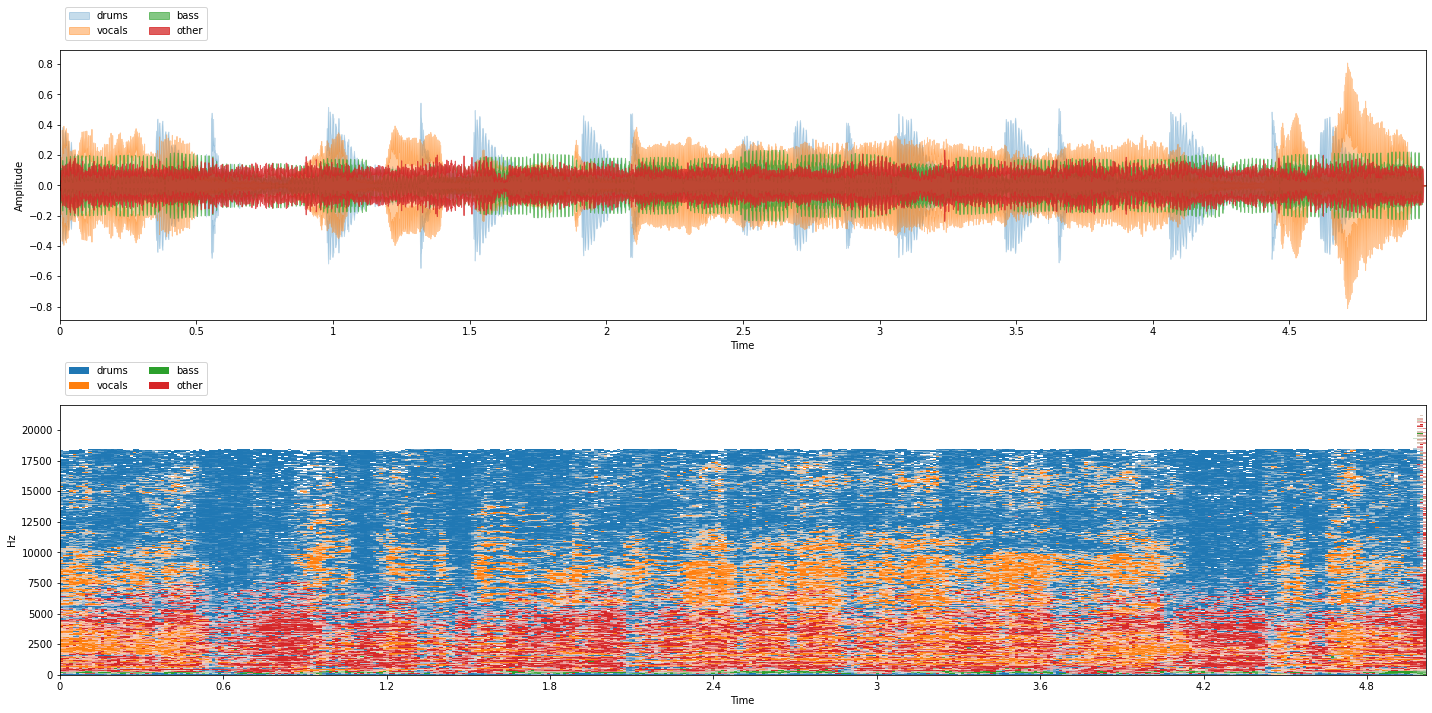 drums bass
vocals other
0.8
0.6
0.4
0.2
0.0
−0.2
−0.4
−0.6
−0.8
Amplitude
0 0.5 1 1.5 2 2.5 3 3.5 4 4.5
Time
drums bass
vocals other
20000
17500
15000
12500
10000
7500
5000
2500
0
Hz
0 0.6 1.2 1.8 2.4 3 3.6 4.2 4.8
Time